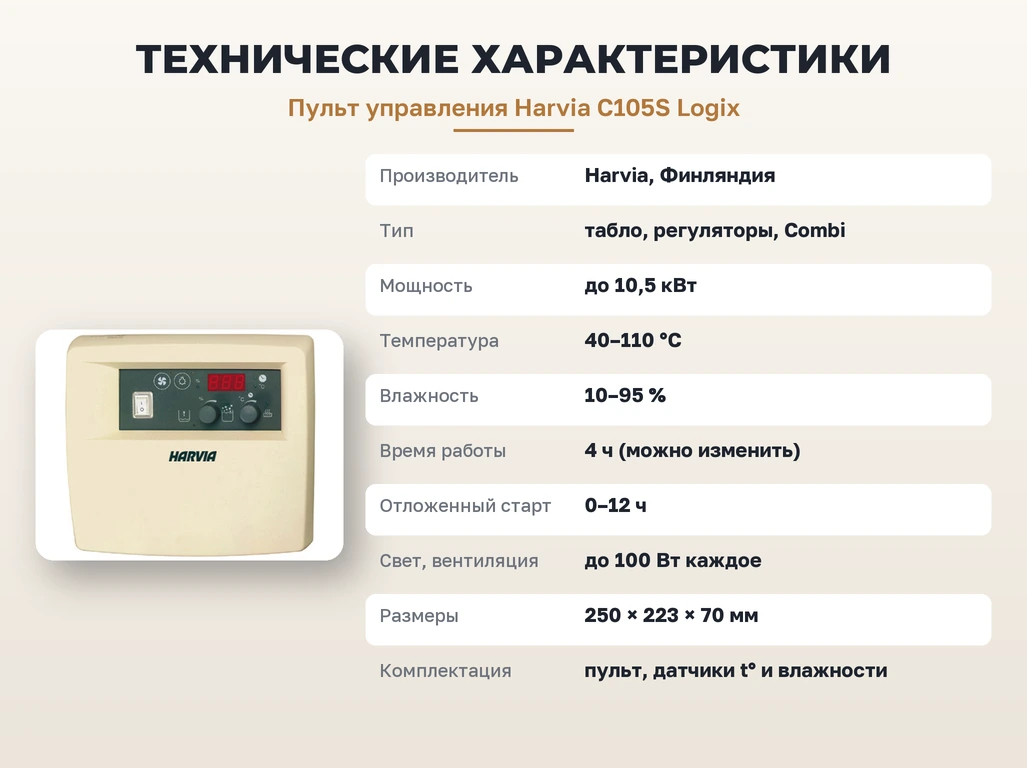 ТЕХНИЧЕСКИЕ ХАРАКТЕРИСТИКИ
Пульт управления Harvia C105S Logix
Производитель Harvia, Финляндия
Тип табло, регуляторы, Combi
Мощность до 10,5 кВт
Температура 40–110 °C
Влажность 10–95 %
Время работы 4 ч (можно изменить)
Отложенный старт 0–12 ч
Свет, вентиляция до 100 Вт каждое
Размеры 250 × 223 × 70 мм
Комплектация пульт, датчики t° и влажности
HARVIA